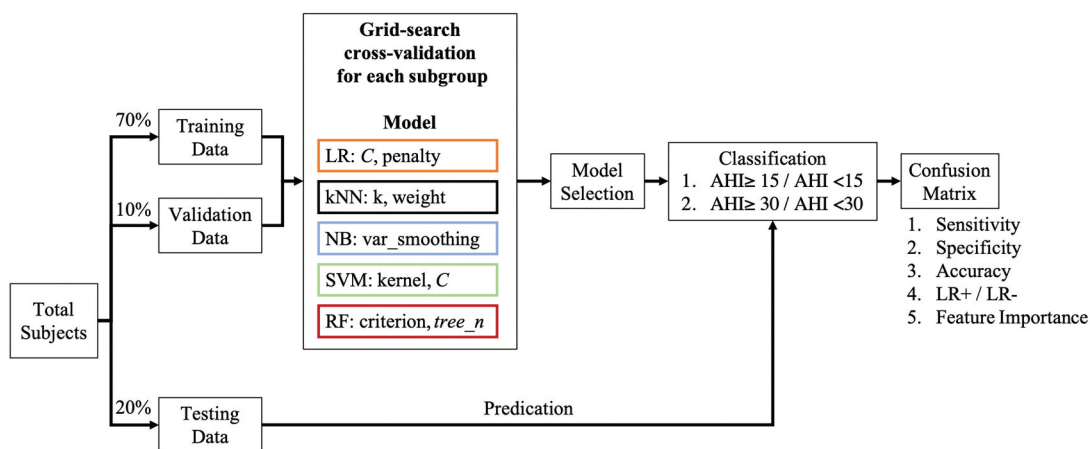 Total
Subjects
70%
Training
Data
10%
Validation
Data
20%
Testing
Data
Grid-search
cross-validation
for each subgroup
Model
LR: C, penalty
kNN: k, weight
NB: var_smoothing
SVM: kernel, C
RF: criterion, tree_n
Model
Selection
Predication
Classification
1. AHI≥ 15 / AHI <15
2. AHI≥ 30 / AHI <30
Confusion
Matrix
1. Sensitivity
2. Specificity
3. Accuracy
4. LR+ / LR-
5. Feature Importance